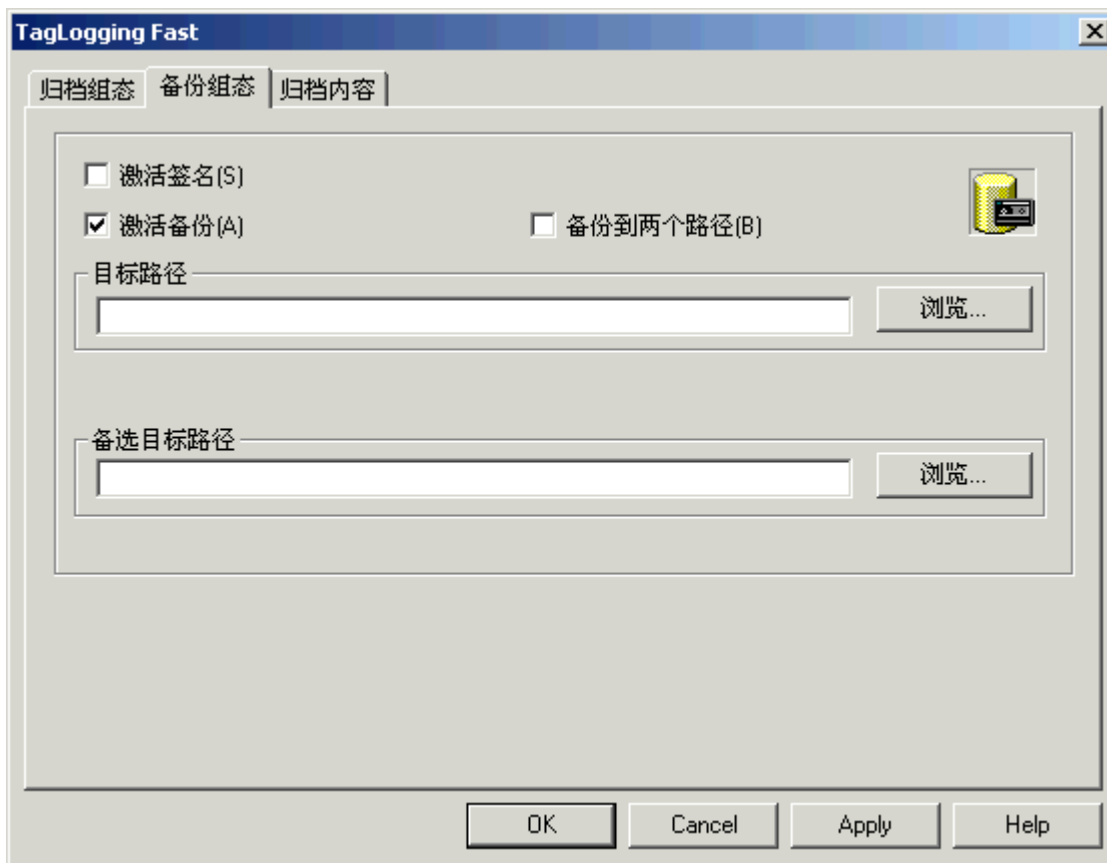 TagLogging Fast
归档组态 备份组态 归档内容
激活签名(S)
激活备份(A) 备份到两个路径(B)
目标路径
浏览...
备选目标路径
浏览...
OK Cancel Apply Help